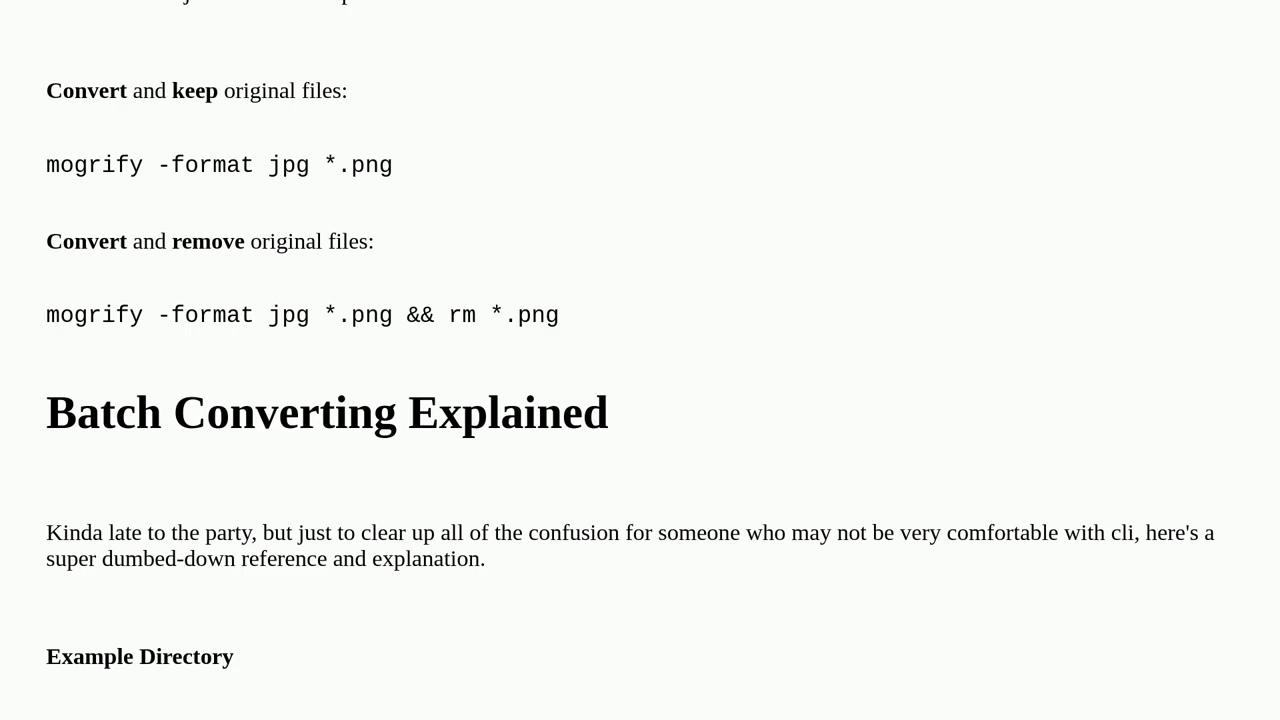 Convert and keep original files:
mogrify -format jpg *.png
Convert and remove original files:
mogrify -format jpg *.png && rm *.png
Batch Converting Explained
Kinda late to the party, but just to clear up all of the confusion for someone who may not be very comfortable with cli, here's a
super dumbed-down reference and explanation.
Example Directory